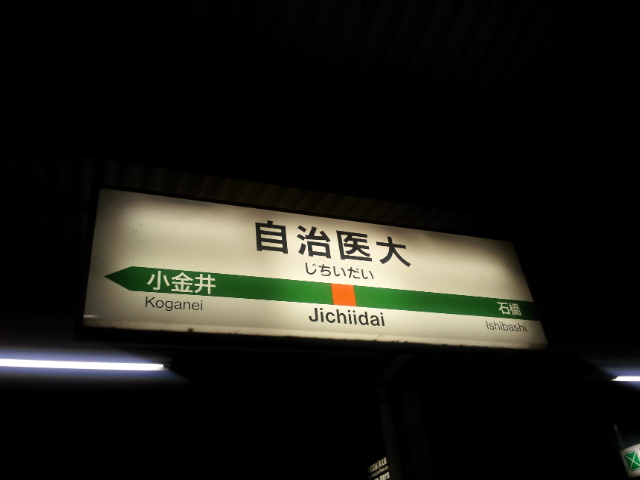 自治医大
じちいだい
小金井
石橋
Koganei
Jichiidai
Ishibashi